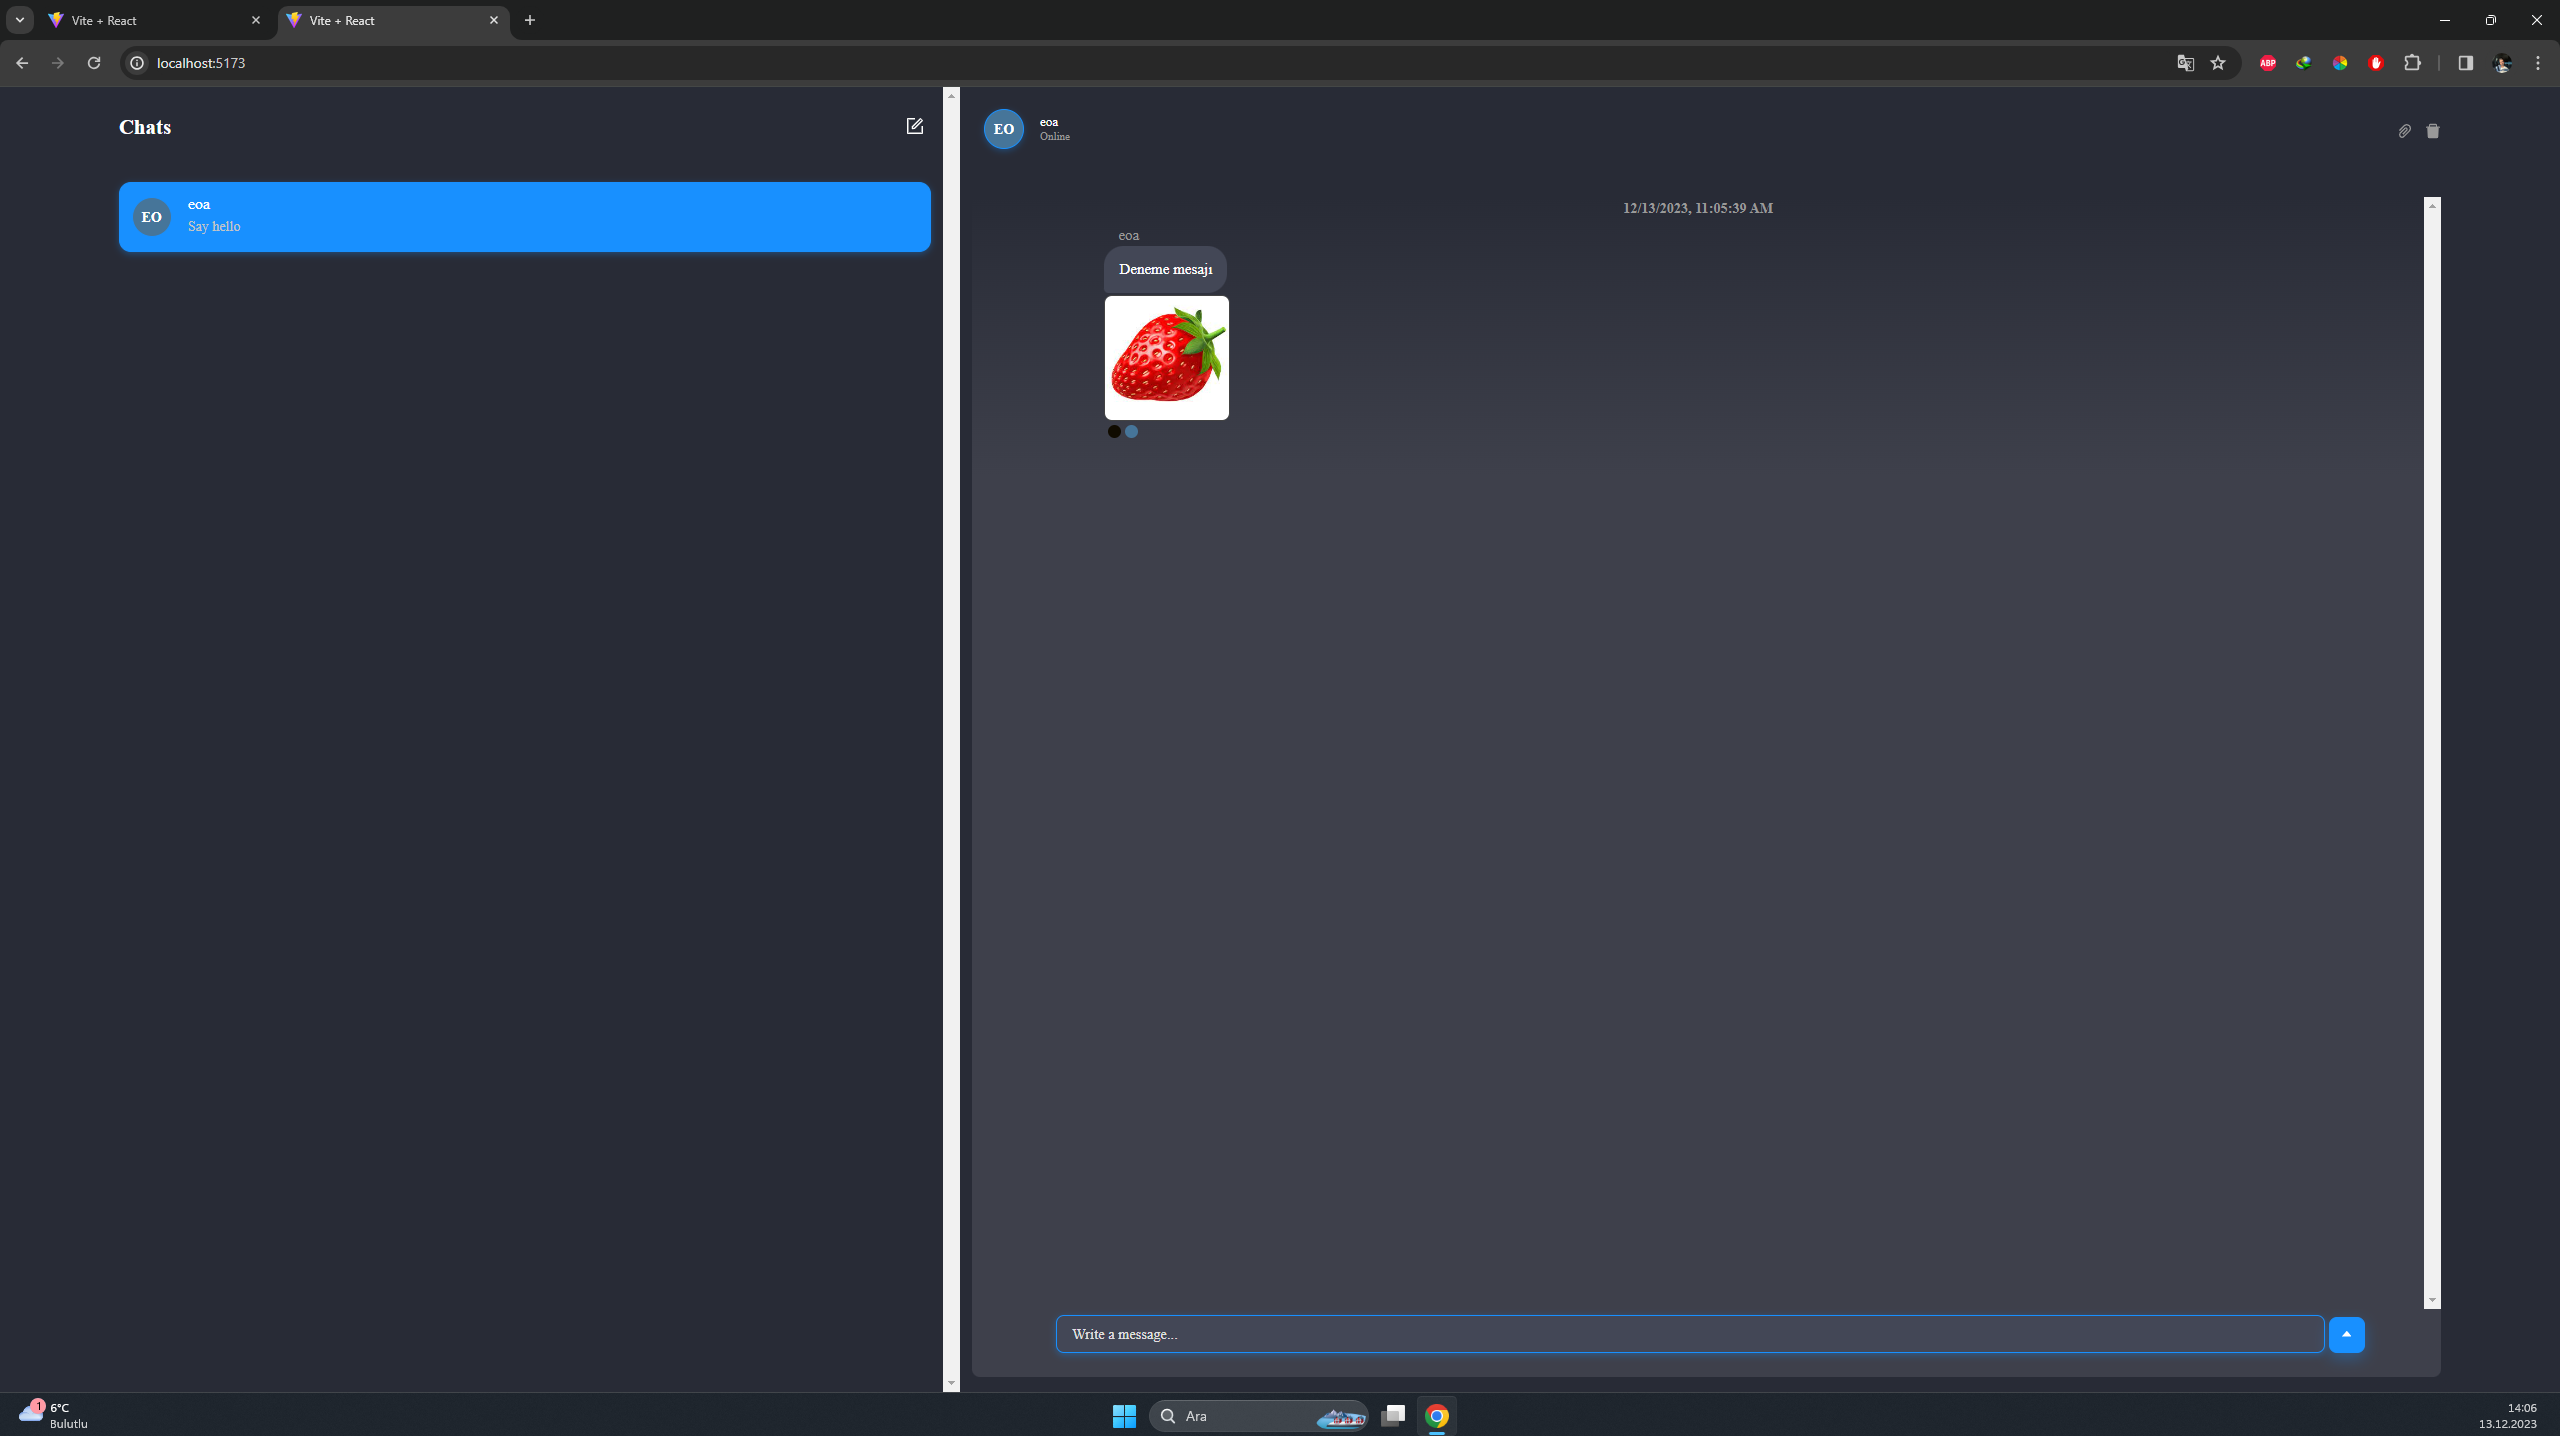 Vite + React
Vite + React
localhost:5173
ABP
Chats
EO
eoa
Say hello
EO
eoa
Online
12/13/2023, 11:05:39 AM
eoa
Deneme mesajı
Write a message...
1
6°C
Bulutlu
Ara
14:06
13.12.2023